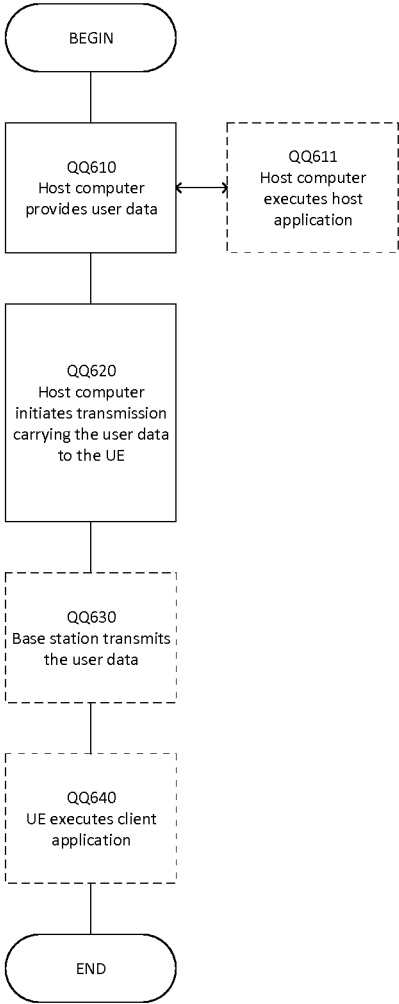 BEGIN
QQ610
Host computer
provides user data
QQ611
Host computer
executes host
application
QQ620
Host computer
initiates transmission
carrying the user data
to the UE
QQ630
Base station transmits
the user data
QQ640
UE executes client
application
END